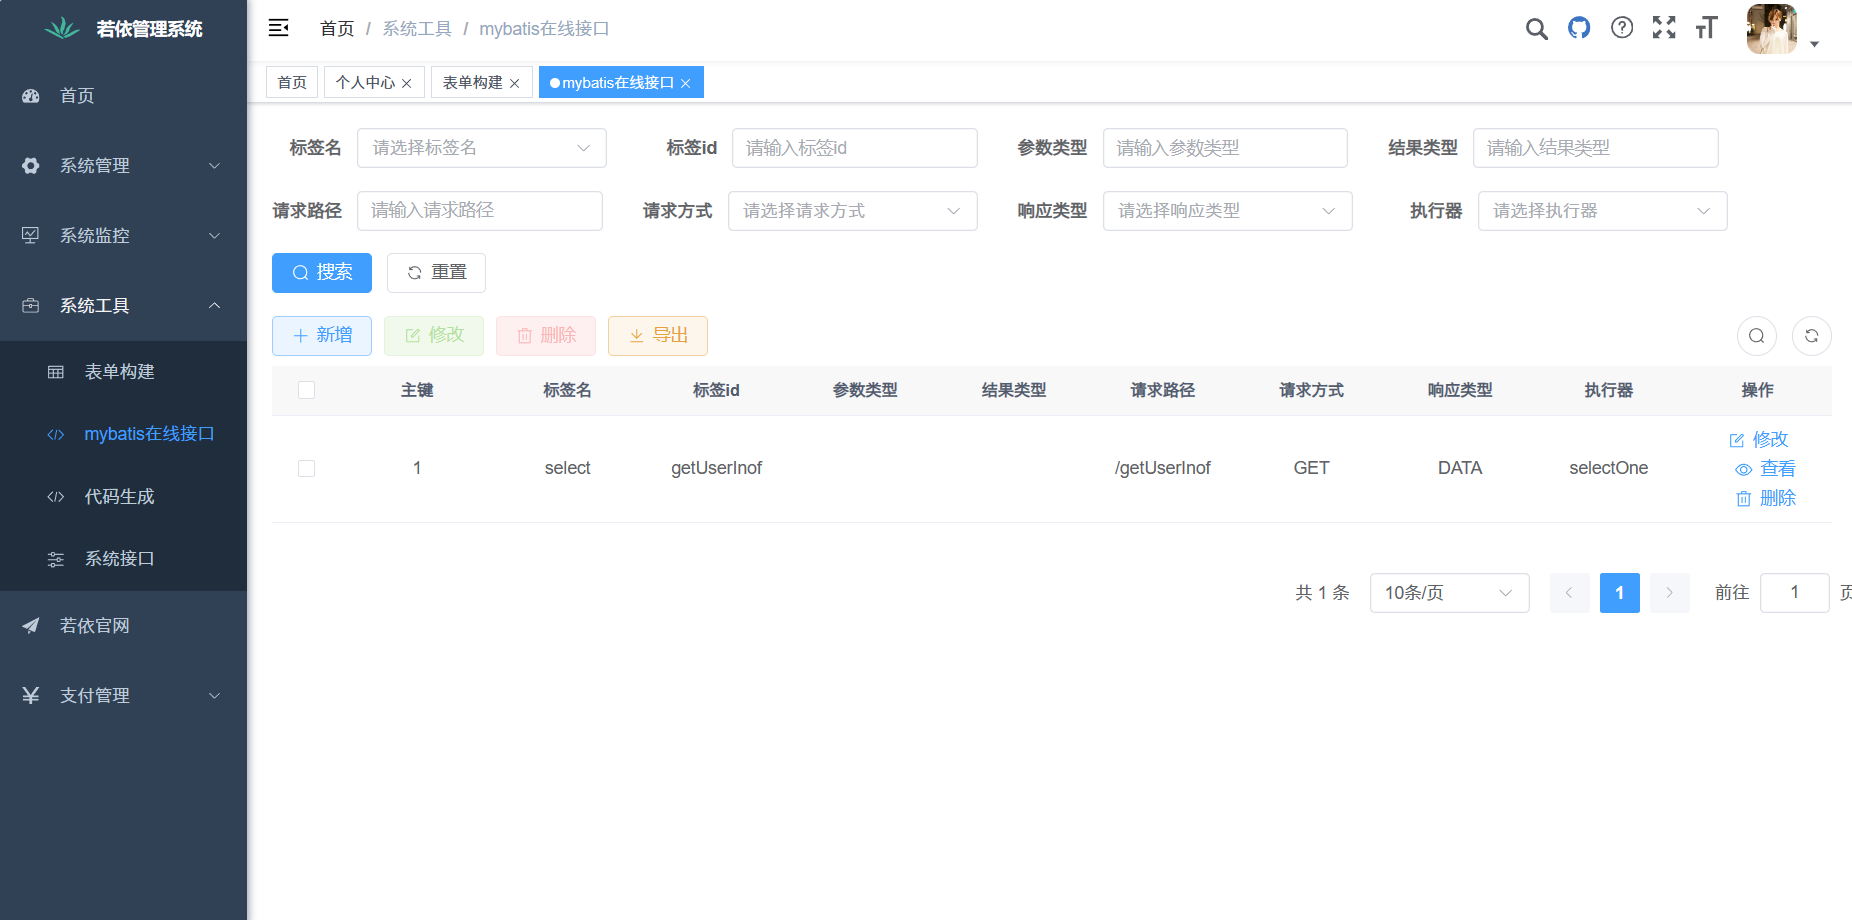 若依管理系统
首页
系统管理
系统监控
系统工具
表单构建
mybatis在线接口
代码生成
系统接口
若依官网
支付管理
首页 / 系统工具 / mybatis在线接口
首页 个人中心 表单构建 mybatis在线接口
标签名 请选择标签名 标签id 请输入标签id 参数类型 请输入参数类型 结果类型 请输入结果类型
请求路径 请输入请求路径 请求方式 请选择请求方式 响应类型 请选择响应类型 执行器 请选择执行器
搜索 重置
新增 修改 删除 导出
主键 标签名 标签id 参数类型 结果类型 请求路径 请求方式 响应类型 执行器 操作
1 select getUserInof /getUserInof GET DATA selectOne
修改
查看
删除
共 1 条 10条/页 1 前往 1 页